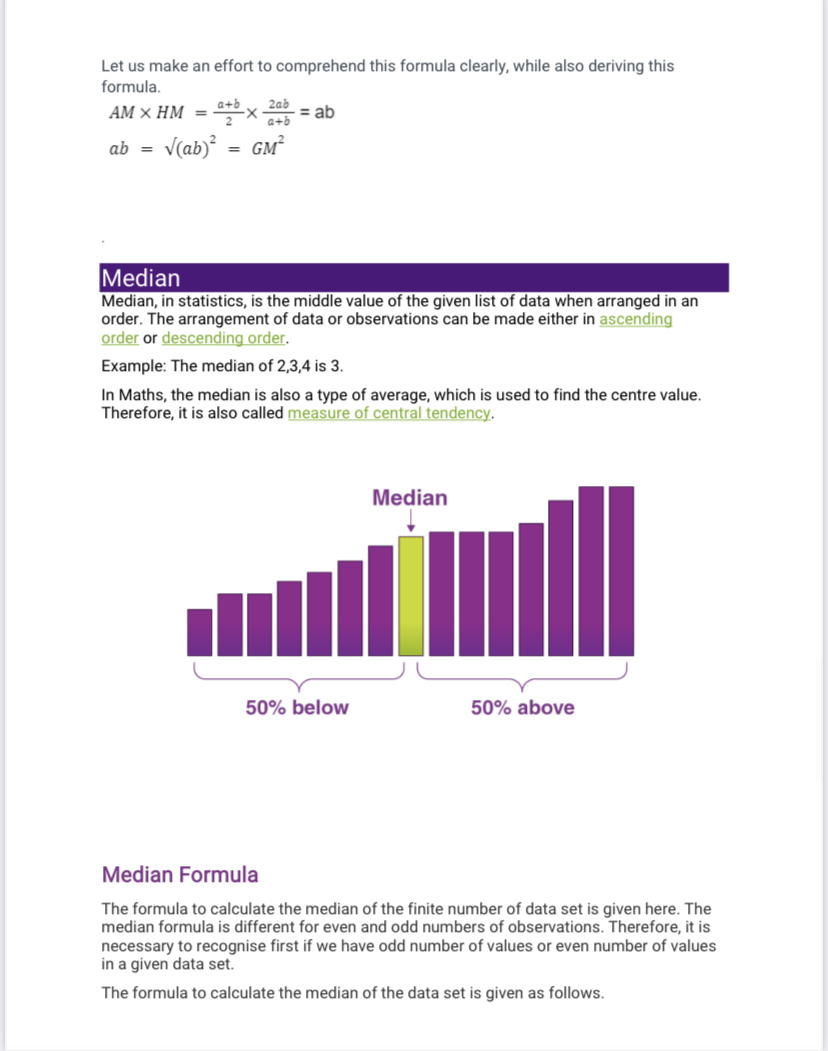 Let us make an effort to comprehend this formula clearly, while also deriving this
formula.
AM × HM = a+b/2 × 2ab/a+b = ab
ab = √(ab)² = GM²
.
Median
Median, in statistics, is the middle value of the given list of data when arranged in an
order. The arrangement of data or observations can be made either in ascending
order or descending order.
Example: The median of 2,3,4 is 3.
In Maths, the median is also a type of average, which is used to find the centre value.
Therefore, it is also called measure of central tendency.
Median
50% below
50% above
Median Formula
The formula to calculate the median of the finite number of data set is given here. The
median formula is different for even and odd numbers of observations. Therefore, it is
necessary to recognise first if we have odd number of values or even number of values
in a given data set.
The formula to calculate the median of the data set is given as follows.